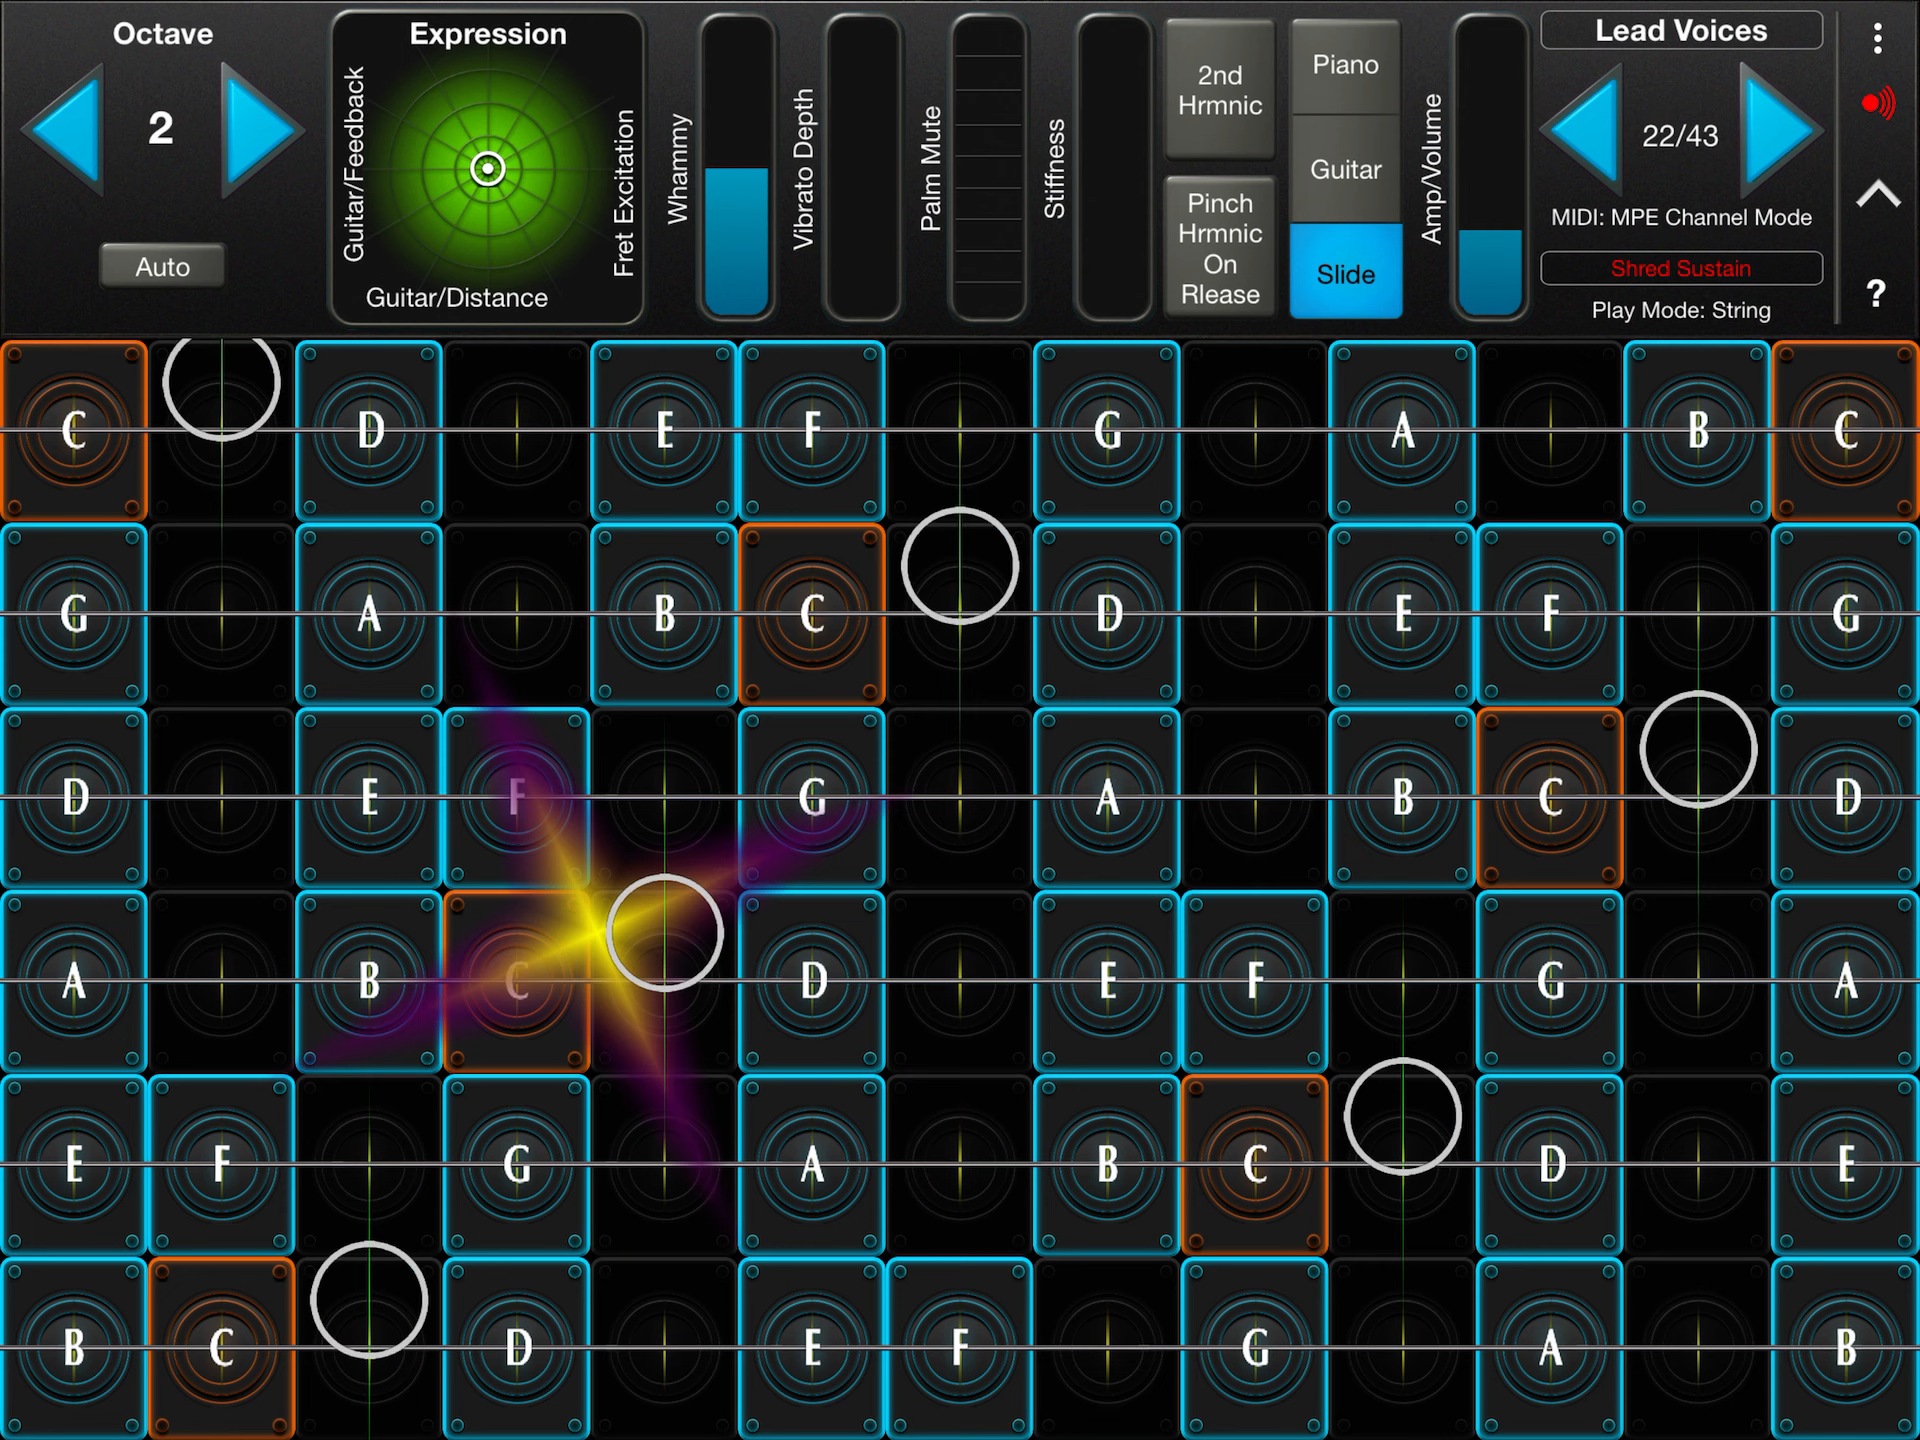 Octave
2
Auto
Expression
Guitar/Feedback
Fret Excitation
Guitar/Distance
Whammy
Vibrato Depth
Palm Mute
Stiffness
2nd
Hrmnic
Pinch
Hrmnic
On
Rlease
Piano
Guitar
Slide
Amp/Volume
Lead Voices
22/43
MIDI: MPE Channel Mode
Shred Sustain
Play Mode: String
?
C D E F G A B C
G A B C D E F G
D E F G A B C D
A B C D E F G A
E F G A B C D E
B C D E F G A B